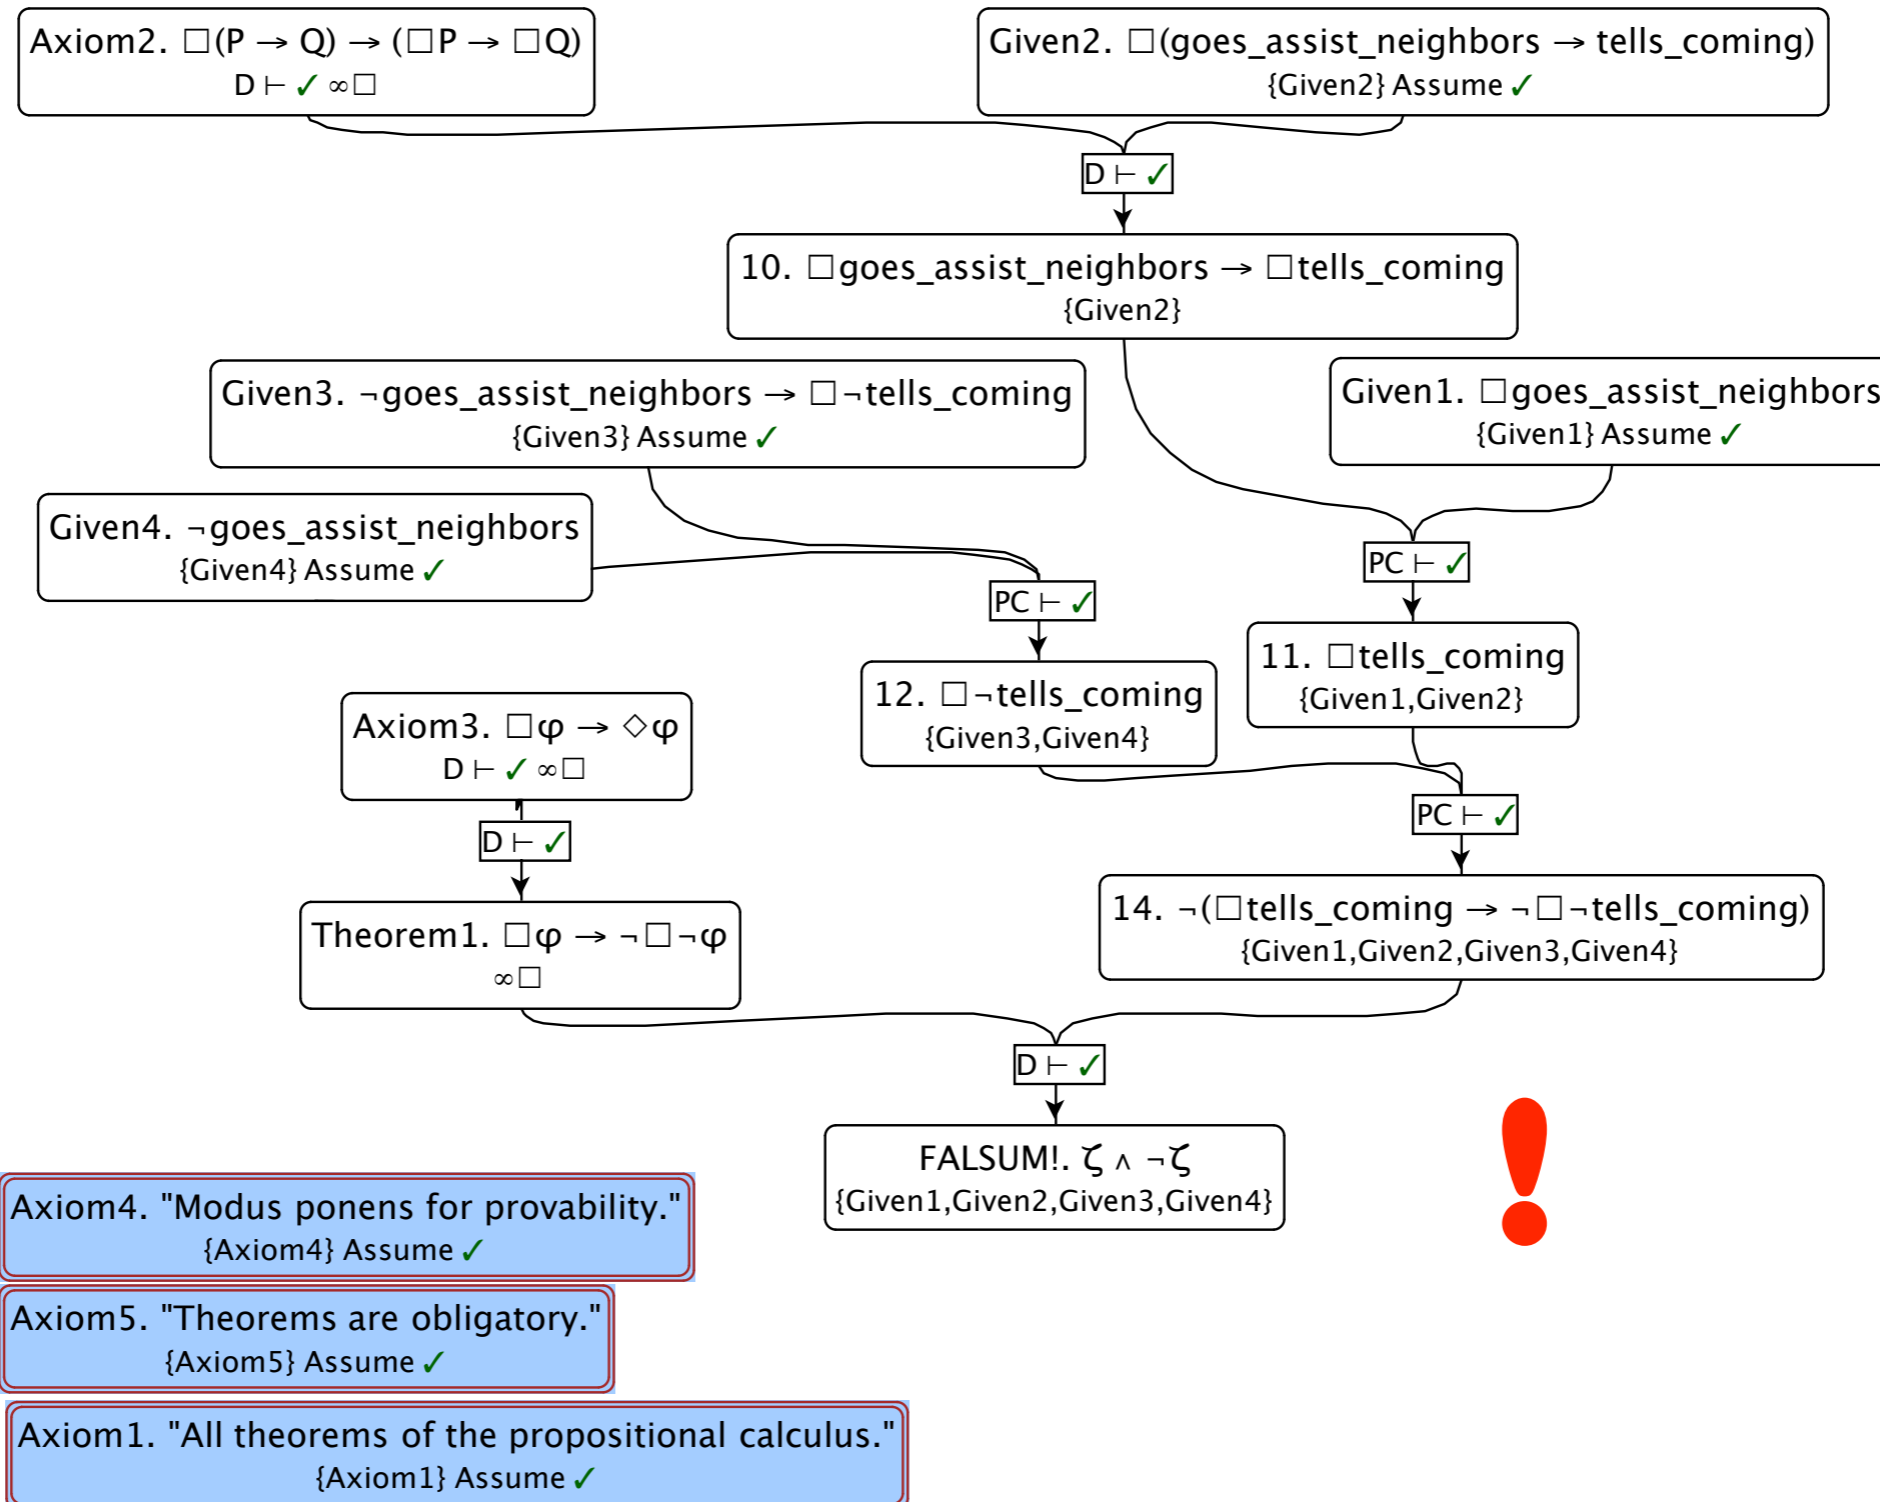 Axiom2. □(P → Q) → (□P → □Q)
D ⊢ ✓ ∞□
Given2. □(goes_assist_neighbors → tells_coming)
{Given2} Assume ✓
D ⊢ ✓
10. □goes_assist_neighbors → □tells_coming
{Given2}
Given3. ¬goes_assist_neighbors → □¬tells_coming
{Given3} Assume ✓
Given1. □goes_assist_neighbors
{Given1} Assume ✓
Given4. ¬goes_assist_neighbors
{Given4} Assume ✓
PC ⊢ ✓
PC ⊢ ✓
11. □tells_coming
{Given1,Given2}
12. □¬tells_coming
{Given3,Given4}
Axiom3. □φ → ◇φ
D ⊢ ✓ ∞□
PC ⊢ ✓
D ⊢ ✓
14. ¬(□tells_coming → ¬□¬tells_coming)
{Given1,Given2,Given3,Given4}
Theorem1. □φ → ¬□¬φ
∞□
D ⊢ ✓
FALSUM!. ζ ∧ ¬ζ
{Given1,Given2,Given3,Given4}
!
Axiom4. "Modus ponens for provability."
{Axiom4} Assume ✓
Axiom5. "Theorems are obligatory."
{Axiom5} Assume ✓
Axiom1. "All theorems of the propositional calculus."
{Axiom1} Assume ✓